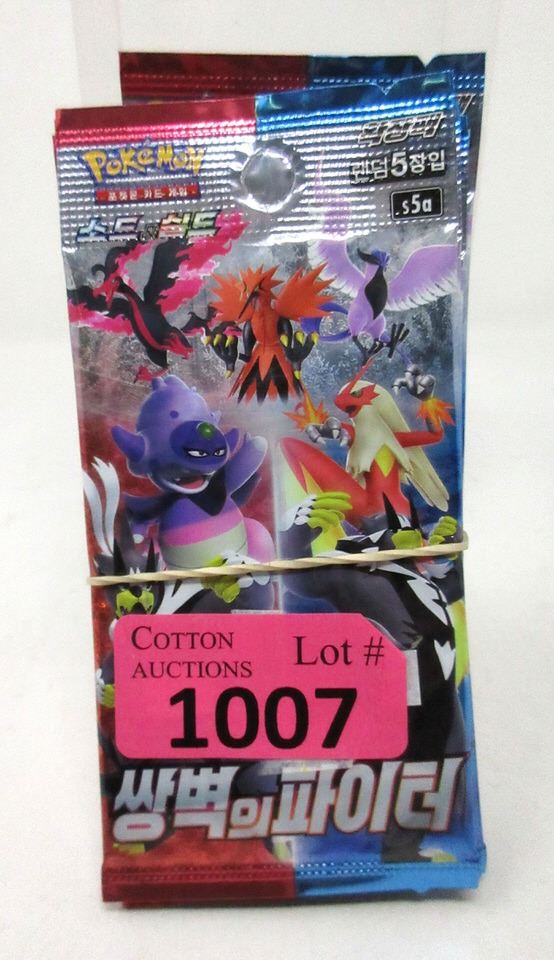 확장팩
Pokémon
랜덤5장입
포켓몬 카드 게임
s5a
소드&실드
COTTON
AUCTIONS
Lot #
1007
쌍벽의파이터